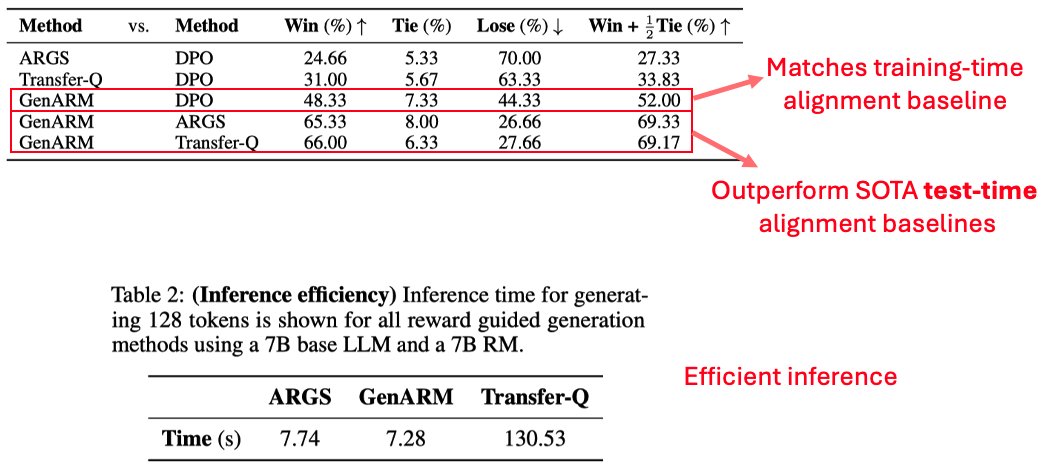 Method vs. Method Win (%) ↑ Tie (%) Lose (%) ↓ Win + ½Tie (%) ↑
ARGS DPO 24.66 5.33 70.00 27.33
Transfer-Q DPO 31.00 5.67 63.33 33.83
GenARM DPO 48.33 7.33 44.33 52.00
GenARM ARGS 65.33 8.00 26.66 69.33
GenARM Transfer-Q 66.00 6.33 27.66 69.17
Matches training-time
alignment baseline
Outperform SOTA test-time
alignment baselines
Table 2: (Inference efficiency) Inference time for generat-
ing 128 tokens is shown for all reward guided generation
methods using a 7B base LLM and a 7B RM.
ARGS GenARM Transfer-Q
Time (s) 7.74 7.28 130.53
Efficient inference